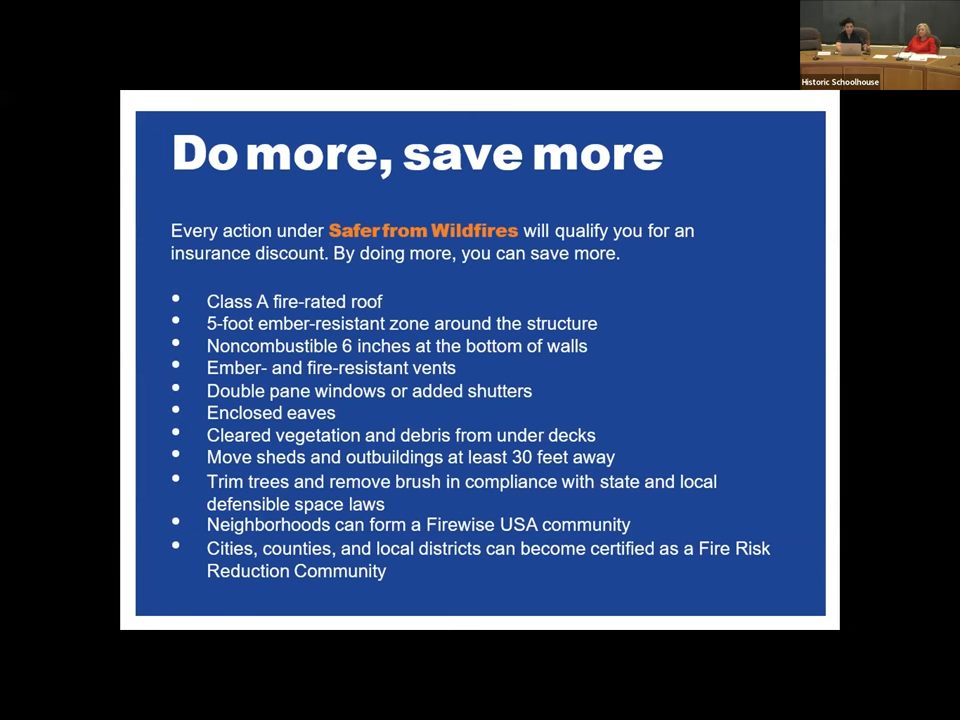 Historic Schoolhouse
Do more, save more
Every action under Safer from Wildfires will qualify you for an
insurance discount. By doing more, you can save more.
• Class A fire-rated roof
• 5-foot ember-resistant zone around the structure
• Noncombustible 6 inches at the bottom of walls
• Ember- and fire-resistant vents
• Double pane windows or added shutters
• Enclosed eaves
• Cleared vegetation and debris from under decks
• Move sheds and outbuildings at least 30 feet away
• Trim trees and remove brush in compliance with state and local
defensible space laws
• Neighborhoods can form a Firewise USA community
• Cities, counties, and local districts can become certified as a Fire Risk
Reduction Community